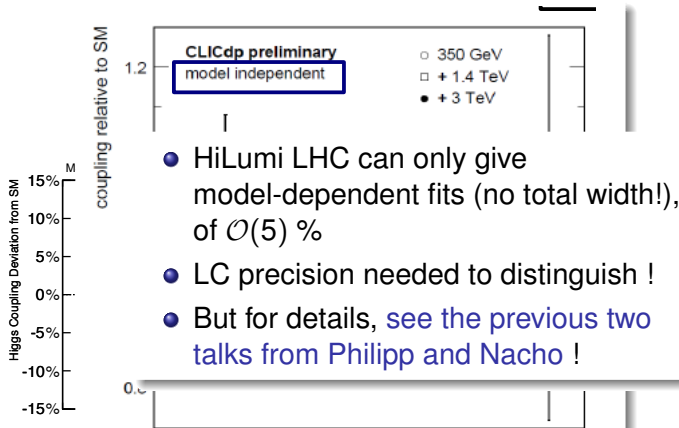 coupling relative to SM
CLICdp preliminary
model independent
350 GeV
+ 1.4 TeV
+ 3 TeV
1.2
HiLumi LHC can only give
model-dependent fits (no total width!),
of O(5) %
LC precision needed to distinguish !
But for details, see the previous two
talks from Philipp and Nacho !
Higgs Coupling Deviation from SM
M
15%
10%
5%
0%
-5%
-10%
-15%